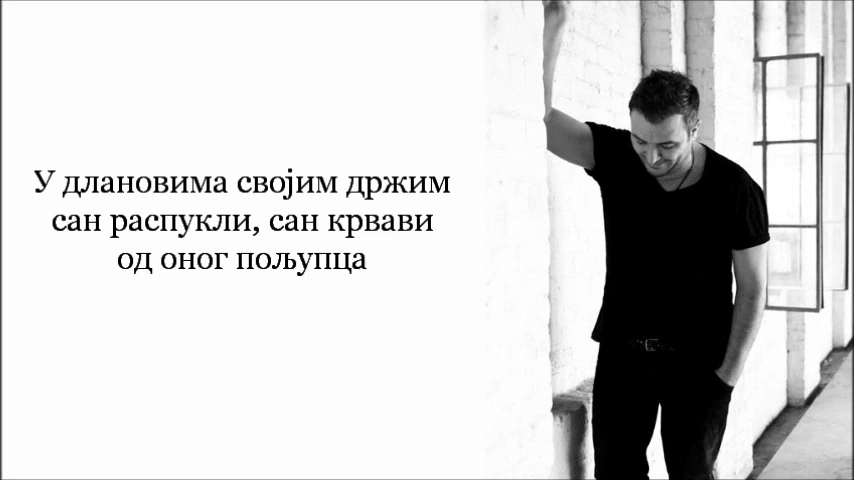 У длановима својим држим
сан распукли, сан крвави
од оног пољупца